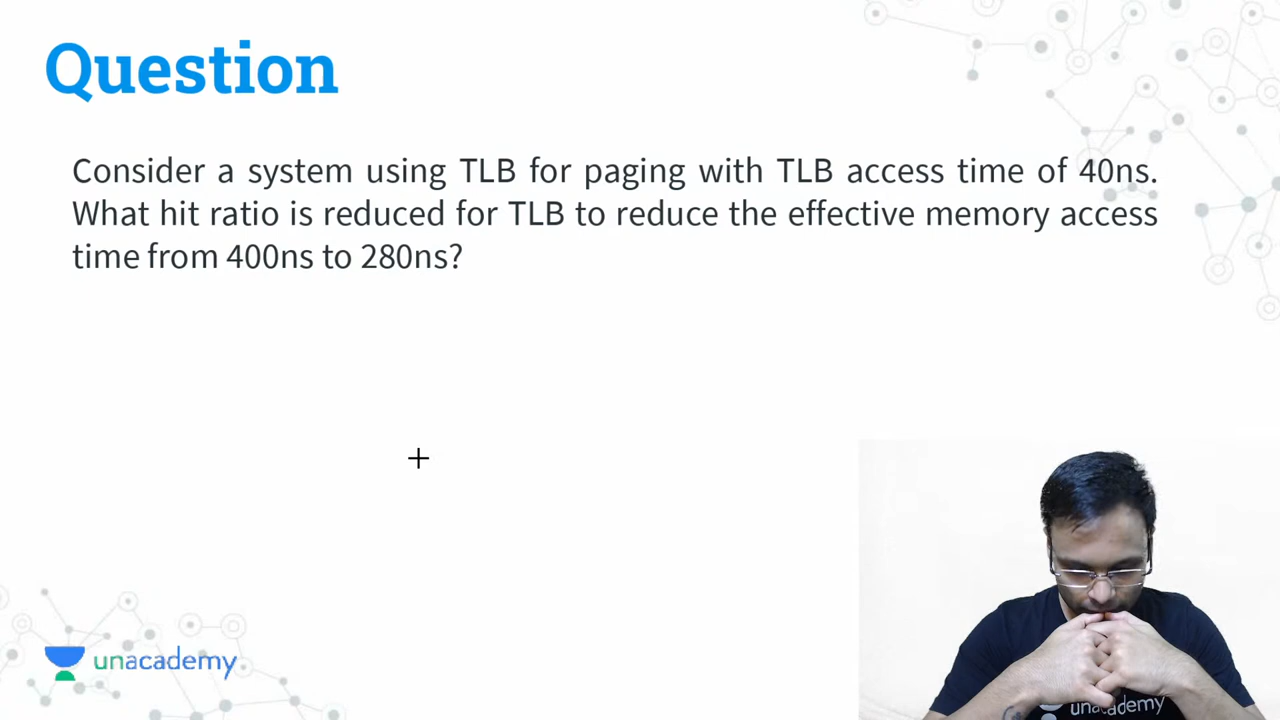 Question
Consider a system using TLB for paging with TLB access time of 40ns.
What hit ratio is reduced for TLB to reduce the effective memory access
time from 400ns to 280ns?
unacademy
unacademy